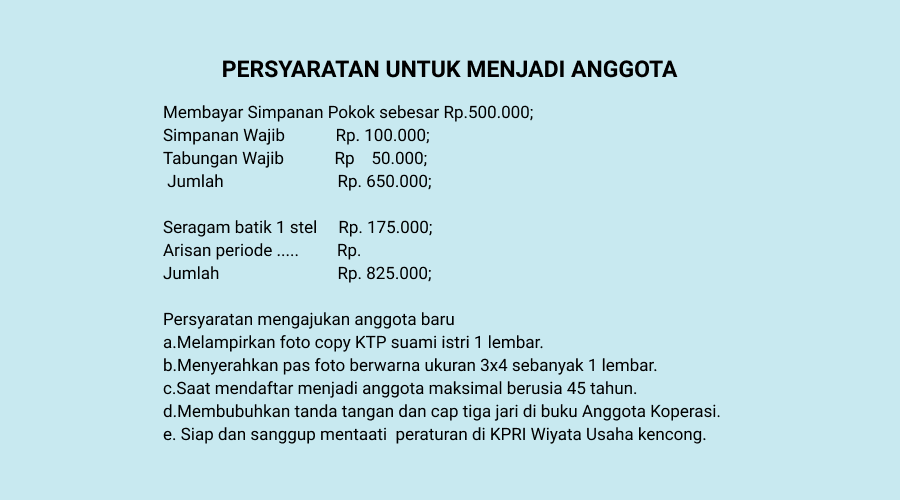 PERSYARATAN UNTUK MENJADI ANGGOTA
Membayar Simpanan Pokok sebesar Rp.500.000;
Simpanan Wajib Rp. 100.000;
Tabungan Wajib Rp 50.000;
Jumlah Rp. 650.000;
Seragam batik 1 stel Rp. 175.000;
Arisan periode ..... Rp.
Jumlah Rp. 825.000;
Persyaratan mengajukan anggota baru
a.Melampirkan foto copy KTP suami istri 1 lembar.
b.Menyerahkan pas foto berwarna ukuran 3x4 sebanyak 1 lembar.
c.Saat mendaftar menjadi anggota maksimal berusia 45 tahun.
d.Membubuhkan tanda tangan dan cap tiga jari di buku Anggota Koperasi.
e. Siap dan sanggup mentaati peraturan di KPRI Wiyata Usaha kencong.